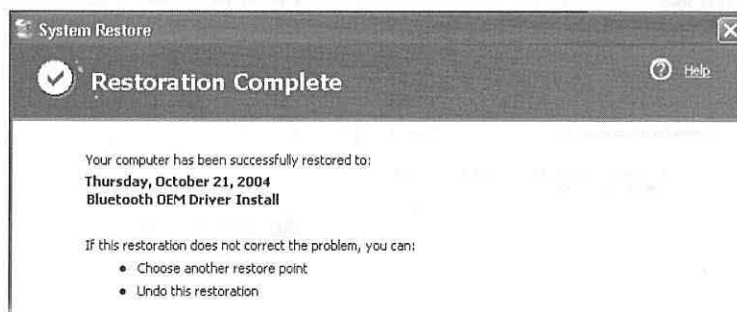 System Restore
Restoration Complete
Help
Your computer has been successfully restored to:
Thursday, October 21, 2004
Bluetooth OEM Driver Install
If this restoration does not correct the problem, you can:
• Choose another restore point
• Undo this restoration